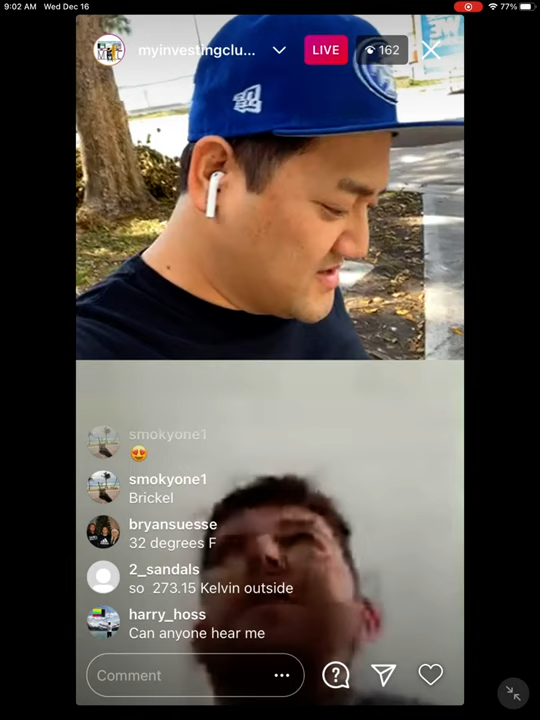 9:02 AM Wed Dec 16
77%
myinvestingclu...
LIVE
162
smokyone1
😍
smokyone1
Brickel
bryansuesse
32 degrees F
2_sandals
so 273.15 Kelvin outside
harry_hoss
Can anyone hear me
Comment